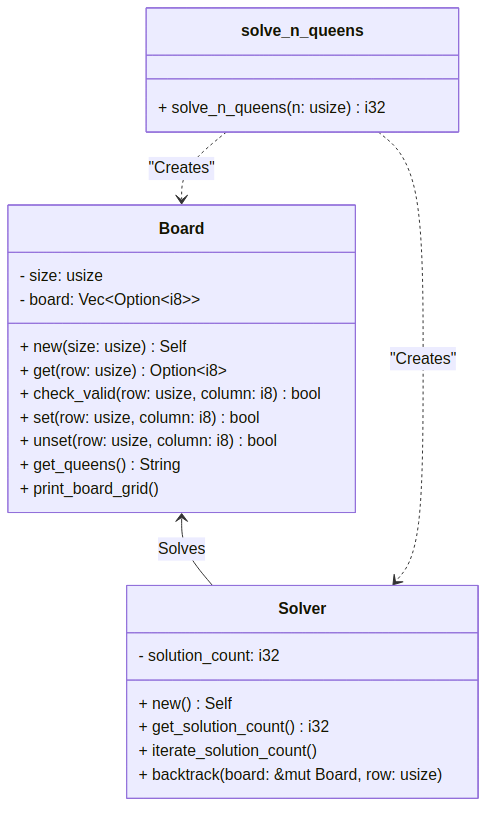 solve_n_queens
+ solve_n_queens(n: usize) : i32
"Creates"
Board
- size: usize
- board: Vec<Option<i8>>
+ new(size: usize) : Self
+ get(row: usize) : Option<i8>
+ check_valid(row: usize, column: i8) : bool
+ set(row: usize, column: i8) : bool
+ unset(row: usize, column: i8) : bool
+ get_queens() : String
+ print_board_grid()
"Creates"
Solves
Solver
- solution_count: i32
+ new() : Self
+ get_solution_count() : i32
+ iterate_solution_count()
+ backtrack(board: &mut Board, row: usize)